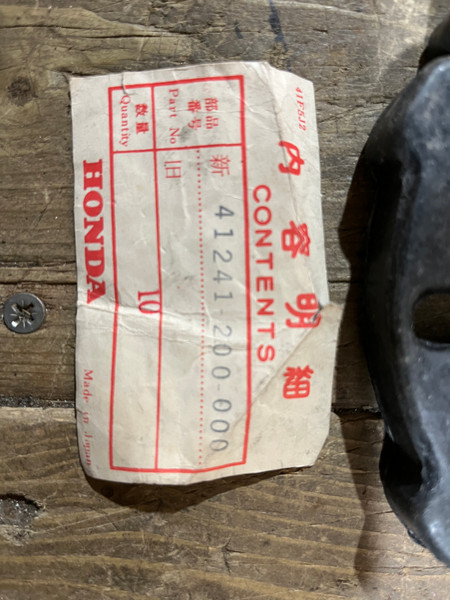 41F5J2
内容明細
CONTENTS
部品番号
Part No
新 41241-200-000
旧
数量
Quantity
10
HONDA
Made in Japan